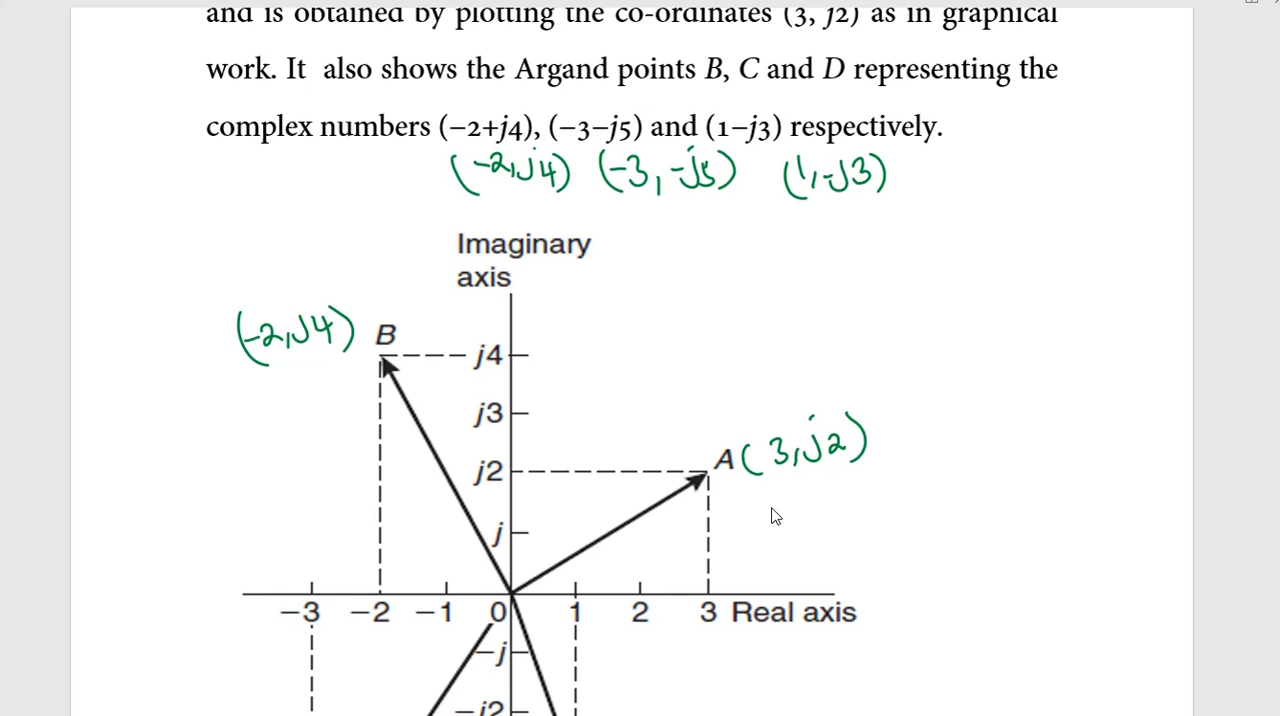 and is obtained by plotting the co-ordinates (3, j2) as in graphical
work. It also shows the Argand points B, C and D representing the
complex numbers (−2+j4), (−3−j5) and (1−j3) respectively.
(-2,j4) (-3,-j5) (1,-j3)
Imaginary
axis
(-2,j4) B
j4
j3
A(3,j2)
j2
j
−3 −2 −1 0 1 2 3 Real axis
−j
−j2